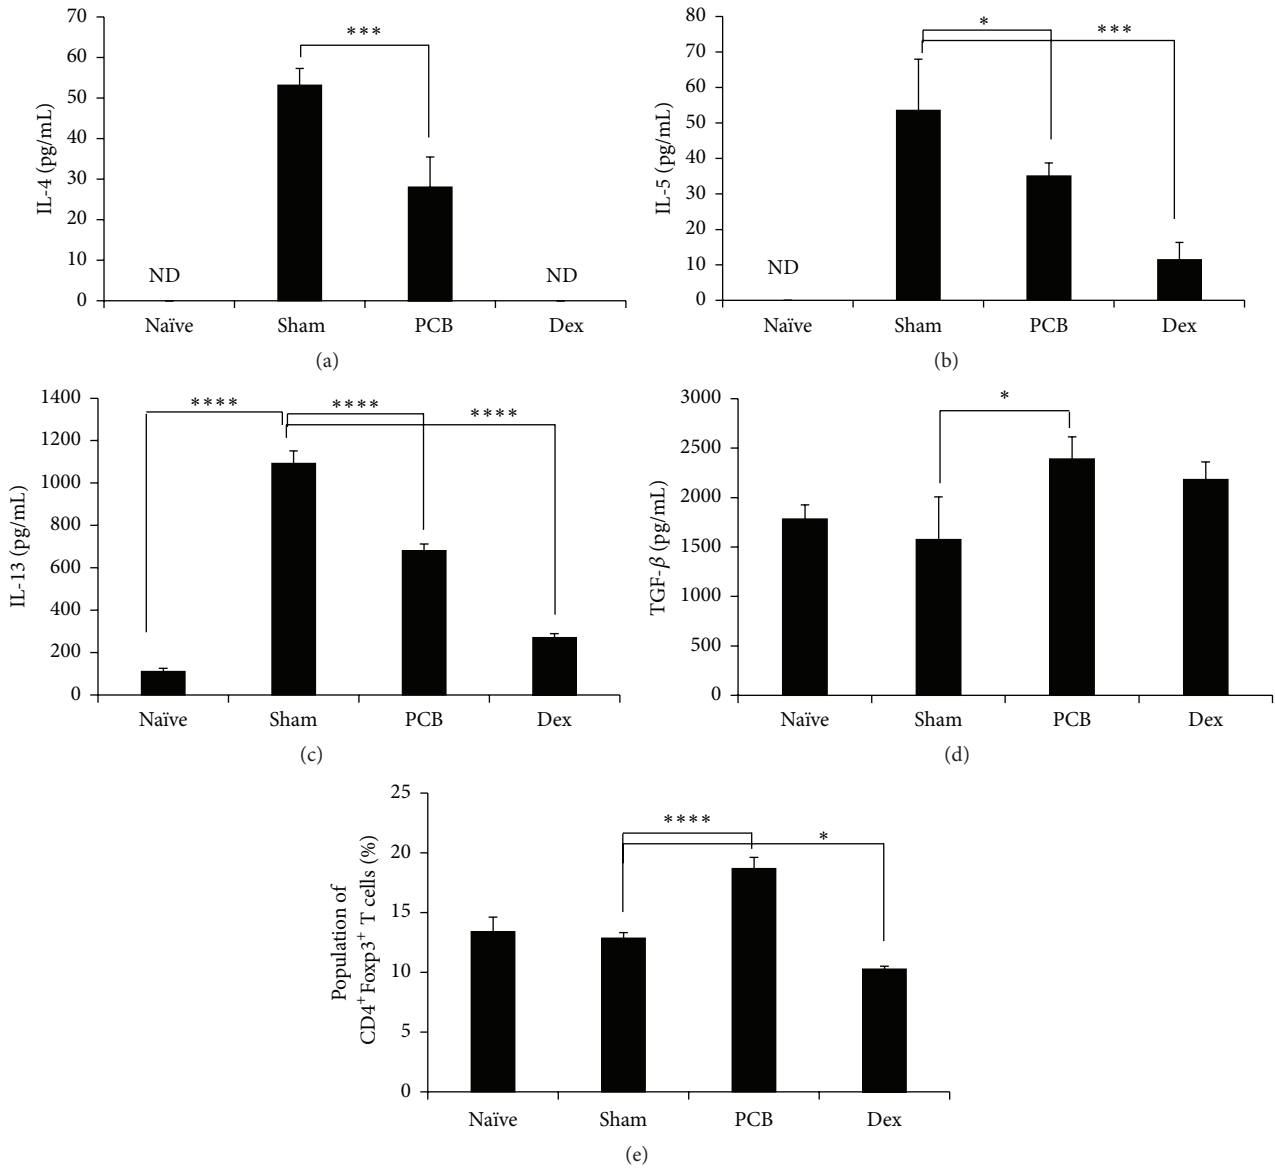 70
60
50
40
30
20
10
0
IL-4 (pg/mL)
***
ND
ND
Naïve Sham PCB Dex
(a)
80
70
60
50
40
30
20
10
0
IL-5 (pg/mL)
*
***
ND
Naïve Sham PCB Dex
(b)
1400
1200
1000
800
600
400
200
0
IL-13 (pg/mL)
****
****
****
Naïve Sham PCB Dex
(c)
3000
2500
2000
1500
1000
500
0
TGF-β (pg/mL)
*
Naïve Sham PCB Dex
(d)
25
20
15
10
5
0
Population of
CD4⁺Foxp3⁺ T cells (%)
****
*
Naïve Sham PCB Dex
(e)